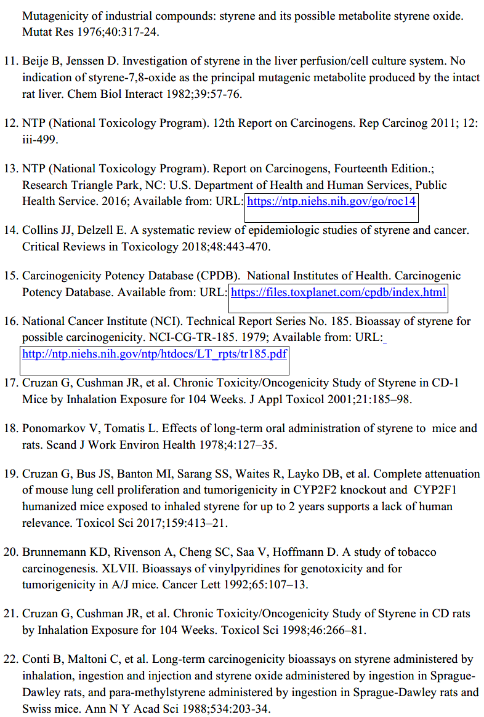 Mutagenicity of industrial compounds: styrene and its possible metabolite styrene oxide.
Mutat Res 1976;40:317-24.
11. Beije B, Jenssen D. Investigation of styrene in the liver perfusion/cell culture system. No
indication of styrene-7,8-oxide as the principal mutagenic metabolite produced by the intact
rat liver. Chem Biol Interact 1982;39:57-76.
12. NTP (National Toxicology Program). 12th Report on Carcinogens. Rep Carcinog 2011; 12:
iii-499.
13. NTP (National Toxicology Program). Report on Carcinogens, Fourteenth Edition.;
Research Triangle Park, NC: U.S. Department of Health and Human Services, Public
Health Service. 2016; Available from: URL: https://ntp.niehs.nih.gov/go/roc14
14. Collins JJ, Delzell E. A systematic review of epidemiologic studies of styrene and cancer.
Critical Reviews in Toxicology 2018;48:443-470.
15. Carcinogenicity Potency Database (CPDB). National Institutes of Health. Carcinogenic
Potency Database. Available from: URL: https://files.toxplanet.com/cpdb/index.html
16. National Cancer Institute (NCI). Technical Report Series No. 185. Bioassay of styrene for
possible carcinogenicity. NCI-CG-TR-185. 1979; Available from: URL:
http://ntp.niehs.nih.gov/ntp/htdocs/LT_rpts/tr185.pdf
17. Cruzan G, Cushman JR, et al. Chronic Toxicity/Oncogenicity Study of Styrene in CD-1
Mice by Inhalation Exposure for 104 Weeks. J Appl Toxicol 2001;21:185–98.
18. Ponomarkov V, Tomatis L. Effects of long-term oral administration of styrene to mice and
rats. Scand J Work Environ Health 1978;4:127–35.
19. Cruzan G, Bus JS, Banton MI, Sarang SS, Waites R, Layko DB, et al. Complete attenuation
of mouse lung cell proliferation and tumorigenicity in CYP2F2 knockout and CYP2F1
humanized mice exposed to inhaled styrene for up to 2 years supports a lack of human
relevance. Toxicol Sci 2017;159:413–21.
20. Brunnemann KD, Rivenson A, Cheng SC, Saa V, Hoffmann D. A study of tobacco
carcinogenesis. XLVII. Bioassays of vinylpyridines for genotoxicity and for
tumorigenicity in A/J mice. Cancer Lett 1992;65:107–13.
21. Cruzan G, Cushman JR, et al. Chronic Toxicity/Oncogenicity Study of Styrene in CD rats
by Inhalation Exposure for 104 Weeks. Toxicol Sci 1998;46:266–81.
22. Conti B, Maltoni C, et al. Long-term carcinogenicity bioassays on styrene administered by
inhalation, ingestion and injection and styrene oxide administered by ingestion in Sprague-
Dawley rats, and para-methylstyrene administered by ingestion in Sprague-Dawley rats and
Swiss mice. Ann N Y Acad Sci 1988;534:203-34.